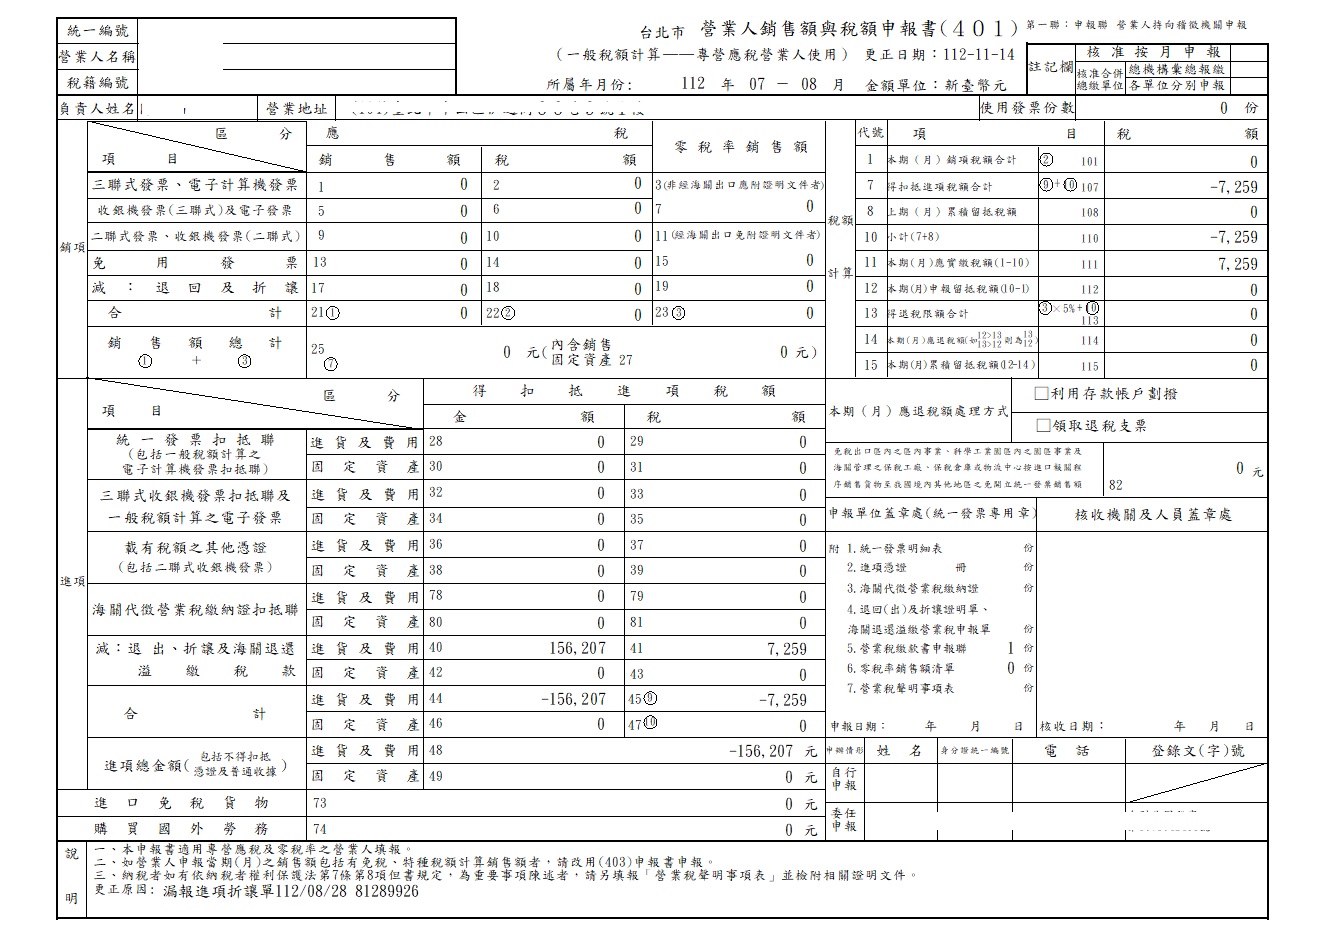 統一編號
營業人名稱
稅籍編號
台北市 營業人銷售額與稅額申報書(401) 第一聯：申報聯 營業人持向稽徵機關申報
(一般稅額計算——專營應稅營業人使用) 更正日期：112-11-14
所屬年月份: 112 年 07 － 08 月 金額單位：新臺幣元
註記欄 核准按月申報
核准合併總繳單位 總機構彙總報繳
各單位分別申報
負責人姓名 營業地址 使用發票份數 0 份
區 分 應 稅 零稅率銷售額
項 目 銷售額 稅額
銷項
三聯式發票、電子計算機發票 1 0 2 0 3(非經海關出口應附證明文件者)
收銀機發票(三聯式)及電子發票 5 0 6 0 7 0
二聯式發票、收銀機發票(二聯式) 9 0 10 0 11(經海關出口免附證明文件者)
免用發票 13 0 14 0 15 0
減：退回及折讓 17 0 18 0 19 0
合計 21① 0 22② 0 23③ 0
銷售額總計 25 0 元(內含銷售
① + ③ ⑦ 固定資產 27 0 元)
稅額計算
代號 項 目 稅 額
1 本期(月)銷項稅額合計 ② 101 0
7 得扣抵進項稅額合計 ⑨+⑩ 107 -7,259
8 上期(月)累積留抵稅額 108 0
10 小計(7+8) 110 -7,259
11 本期(月)應實繳稅額(1-10) 111 7,259
12 本期(月)申報留抵稅額(10-1) 112 0
13 得退稅限額合計 ③×5%+⑩ 113 0
14 本期(月)應退稅額(如12>13則為13 13>12 12) 114 0
15 本期(月)累積留抵稅額(12-14) 115 0
進項
區 分 得扣抵進項稅額
項 目 金額 稅額
統一發票扣抵聯 進貨及費用 28 0 29 0
(包括一般稅額計算之
電子計算機發票扣抵聯) 固定資產 30 0 31 0
三聯式收銀機發票扣抵聯及 進貨及費用 32 0 33 0
一般稅額計算之電子發票 固定資產 34 0 35 0
載有稅額之其他憑證 進貨及費用 36 0 37 0
(包括二聯式收銀機發票) 固定資產 38 0 39 0
海關代徵營業稅繳納證扣抵聯 進貨及費用 78 0 79 0
固定資產 80 0 81 0
減：退出、折讓及海關退還 進貨及費用 40 156,207 41 7,259
溢繳稅款 固定資產 42 0 43 0
合計 進貨及費用 44 -156,207 45⑨ -7,259
固定資產 46 0 47⑩ 0
進項總金額(包括不得扣抵憑證及普通收據) 進貨及費用 48 -156,207 元
固定資產 49 0 元
進口免稅貨物 73 0 元
購買國外勞務 74 0 元
本期(月)應退稅額處理方式 □利用存款帳戶劃撥
□領取退稅支票
免稅出口區內之區內事業、科學工業園區內之園區事業及
海關管理之保稅工廠、保稅倉庫或物流中心按進口報關程
序銷售貨物至我國境內其他地區之免開立統一發票銷售額 82 0 元
申報單位蓋章處(統一發票專用章) 核收機關及人員蓋章處
附 1.統一發票明細表 份
2.進項憑證 冊 份
3.海關代徵營業稅繳納證 份
4.退回(出)及折讓證明單、
海關退還溢繳營業稅申報單 份
5.營業稅繳款書申報聯 1 份
6.零稅率銷售額清單 0 份
7.營業稅聲明事項表 份
申報日期： 年 月 日 核收日期： 年 月 日
申辦情形 姓名 身分證統一編號 電話 登錄文(字)號
自行申報
委任申報
說明
一、本申報書適用專營應稅及零稅率之營業人填報。
二、如營業人申報當期(月)之銷售額包括有免稅、特種稅額計算銷售額者，請改用(403)申報書申報。
三、納稅者如有依納稅者權利保護法第7條第8項但書規定，為重要事項陳述者，請另填報「營業稅聲明事項表」並檢附相關證明文件。
更正原因: 漏報進項折讓單112/08/28 81289926